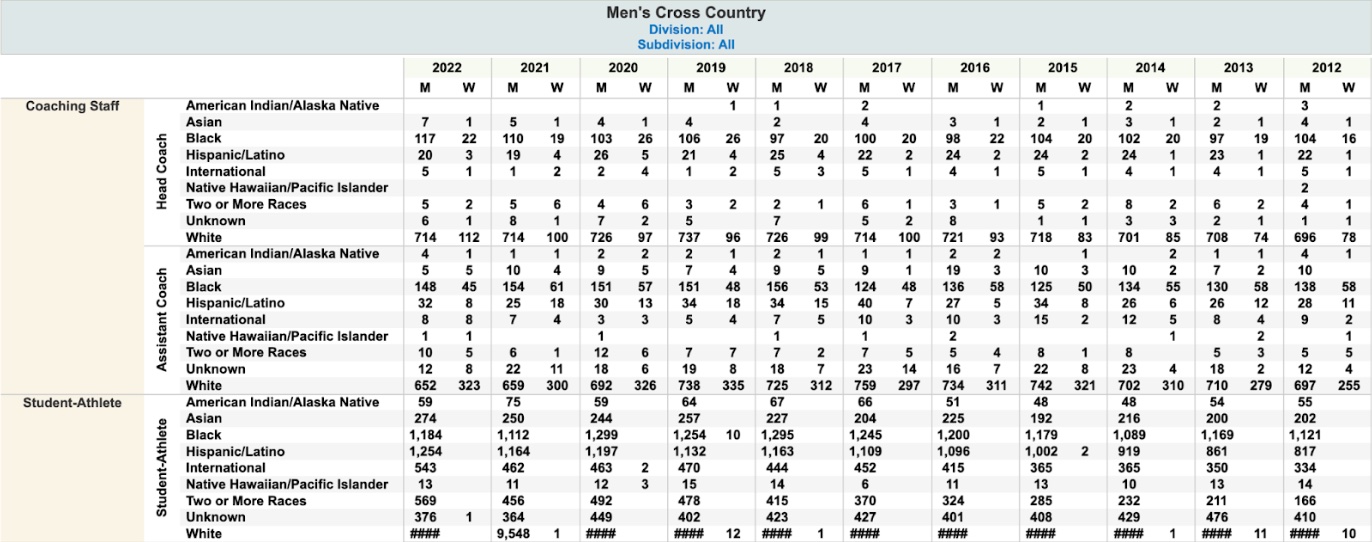 Men's Cross Country
Division: All
Subdivision: All
2022 2021 2020 2019 2018 2017 2016 2015 2014 2013 2012
M W M W M W M W M W M W M W M W M W M W M W
Coaching Staff
Head Coach
American Indian/Alaska Native 1 1 2 1 2 2 3
Asian 7 1 5 1 4 1 4 2 4 3 1 2 1 3 1 2 1 4 1
Black 117 22 110 19 103 26 106 26 97 20 100 20 98 22 104 20 102 20 97 19 104 16
Hispanic/Latino 20 3 19 4 26 5 21 4 25 4 22 2 24 2 24 2 24 1 23 1 22 1
International 5 1 1 2 2 4 1 2 5 3 5 1 4 1 5 1 4 1 4 1 5 1
Native Hawaiian/Pacific Islander 2
Two or More Races 5 2 5 6 4 6 3 2 2 1 6 1 3 1 5 2 8 2 6 2 4 1
Unknown 6 1 8 1 7 2 5 7 5 2 8 1 1 3 3 2 1 1 1
White 714 112 714 100 726 97 737 96 726 99 714 100 721 93 718 83 701 85 708 74 696 78
Assistant Coach
American Indian/Alaska Native 4 1 1 1 2 2 2 1 2 1 1 1 2 2 1 2 1 1 4 1
Asian 5 5 10 4 9 5 7 4 9 5 9 1 19 3 10 3 10 2 7 2 10
Black 148 45 154 61 151 57 151 48 156 53 124 48 136 58 125 50 134 55 130 58 138 58
Hispanic/Latino 32 8 25 18 30 13 34 18 34 15 40 7 27 5 34 8 26 6 26 12 28 11
International 8 8 7 4 3 3 5 4 7 5 10 3 10 3 15 2 12 5 8 4 9 2
Native Hawaiian/Pacific Islander 1 1 1 1 1 2 1 2 1
Two or More Races 10 5 6 1 12 6 7 7 7 2 7 5 5 4 8 1 8 5 3 5 5
Unknown 12 8 22 11 18 6 19 8 18 7 23 14 16 7 22 8 23 4 18 2 12 4
White 652 323 659 300 692 326 738 335 725 312 759 297 734 311 742 321 702 310 710 279 697 255
Student-Athlete
Student-Athlete
American Indian/Alaska Native 59 75 59 64 67 66 51 48 48 54 55
Asian 274 250 244 257 227 204 225 192 216 200 202
Black 1,184 1,112 1,299 1,254 10 1,295 1,245 1,200 1,179 1,089 1,169 1,121
Hispanic/Latino 1,254 1,164 1,197 1,132 1,163 1,109 1,096 1,002 2 919 861 817
International 543 462 463 2 470 444 452 415 365 365 350 334
Native Hawaiian/Pacific Islander 13 11 12 3 15 14 6 11 13 10 13 14
Two or More Races 569 456 492 478 415 370 324 285 232 211 166
Unknown 376 1 364 449 402 423 427 401 408 429 476 410
White #### 9,548 1 #### #### 12 #### 1 #### #### #### #### 1 #### 11 #### 10